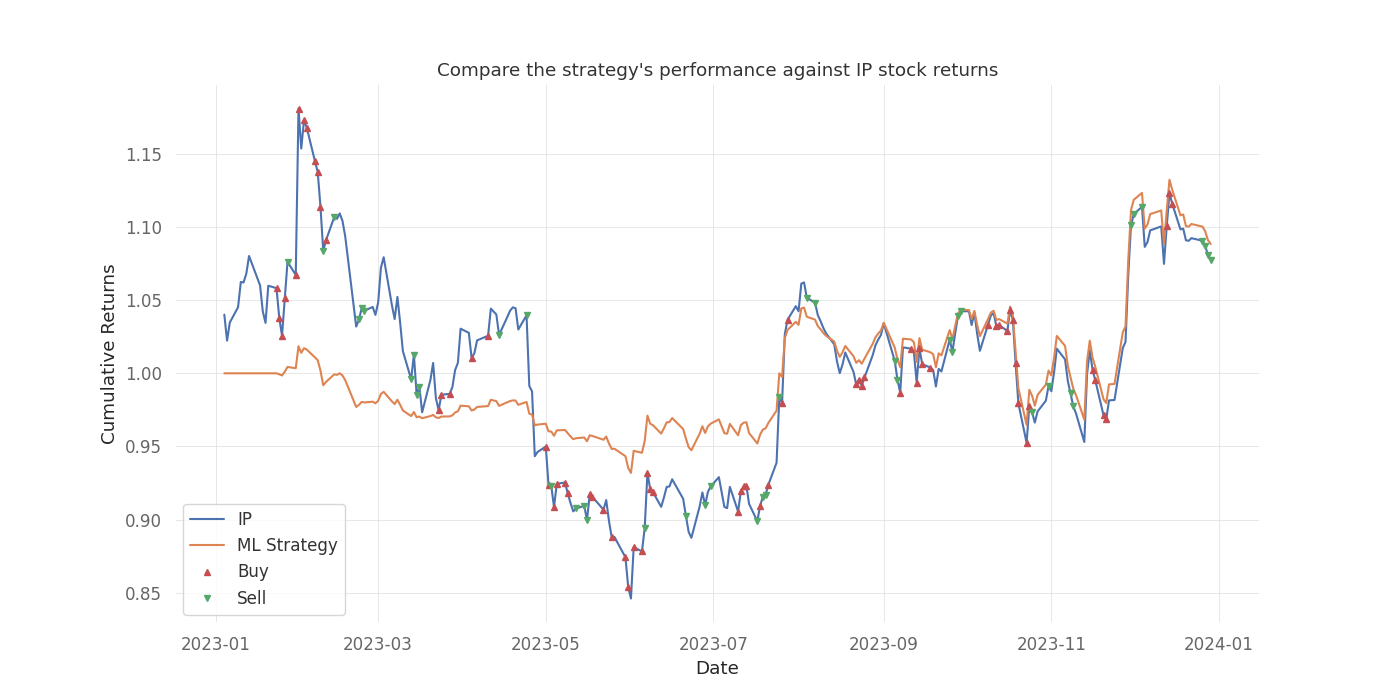 Compare the strategy's performance against IP stock returns
Cumulative Returns
1.15
1.10
1.05
1.00
0.95
0.90
0.85
IP
ML Strategy
Buy
Sell
2023-01 2023-03 2023-05 2023-07 2023-09 2023-11 2024-01
Date